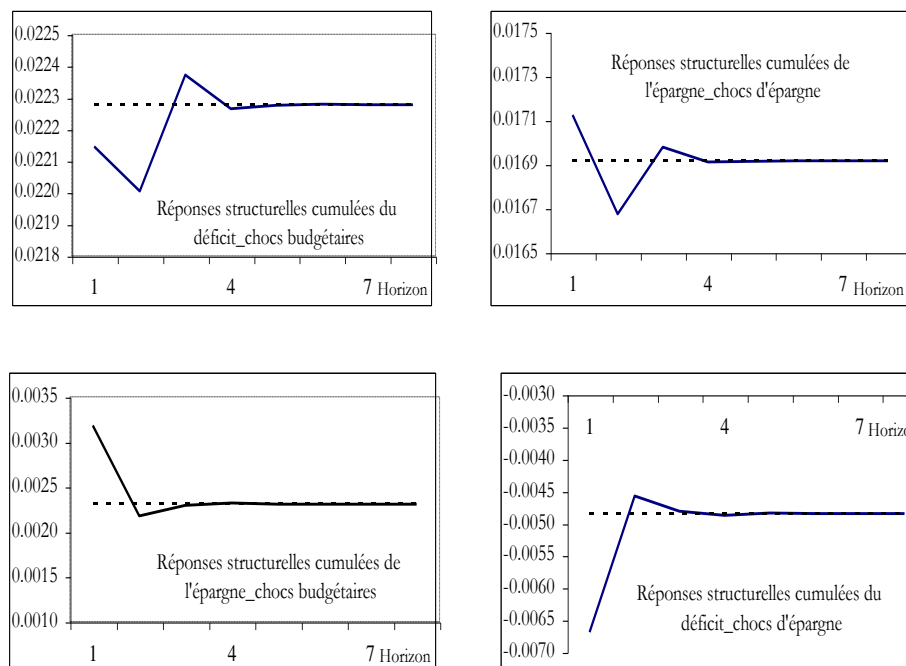 0.0225
0.0224
0.0223
0.0222
0.0221
0.0220
0.0219
0.0218
Réponses structurelles cumulées du
déficit_chocs budgétaires
1 4 7 Horizon
0.0175
0.0173
0.0171
0.0169
0.0167
0.0165
Réponses structurelles cumulées de
l'épargne_chocs d'épargne
1 4 7 Horizon
0.0035
0.0030
0.0025
0.0020
0.0015
0.0010
Réponses structurelles cumulées de
l'épargne_chocs budgétaires
1 4 7 Horizon
-0.0030
-0.0035
-0.0040
-0.0045
-0.0050
-0.0055
-0.0060
-0.0065
-0.0070
1 4 7 Horizo
Réponses structurelles cumulées du
déficit_chocs d'épargne